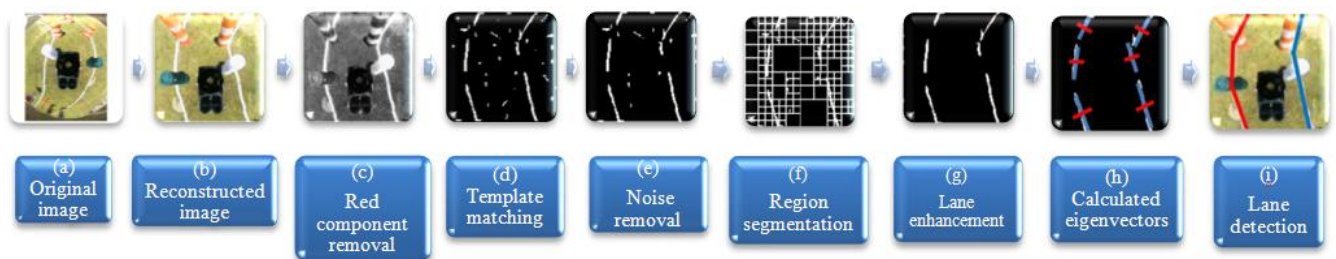 (a)
Original
image
(b)
Reconstructed
image
(c)
Red
component
removal
(d)
Template
matching
(e)
Noise
removal
(f)
Region
segmentation
(g)
Lane
enhancement
(h)
Calculated
eigenvectors
(i)
Lane
detection